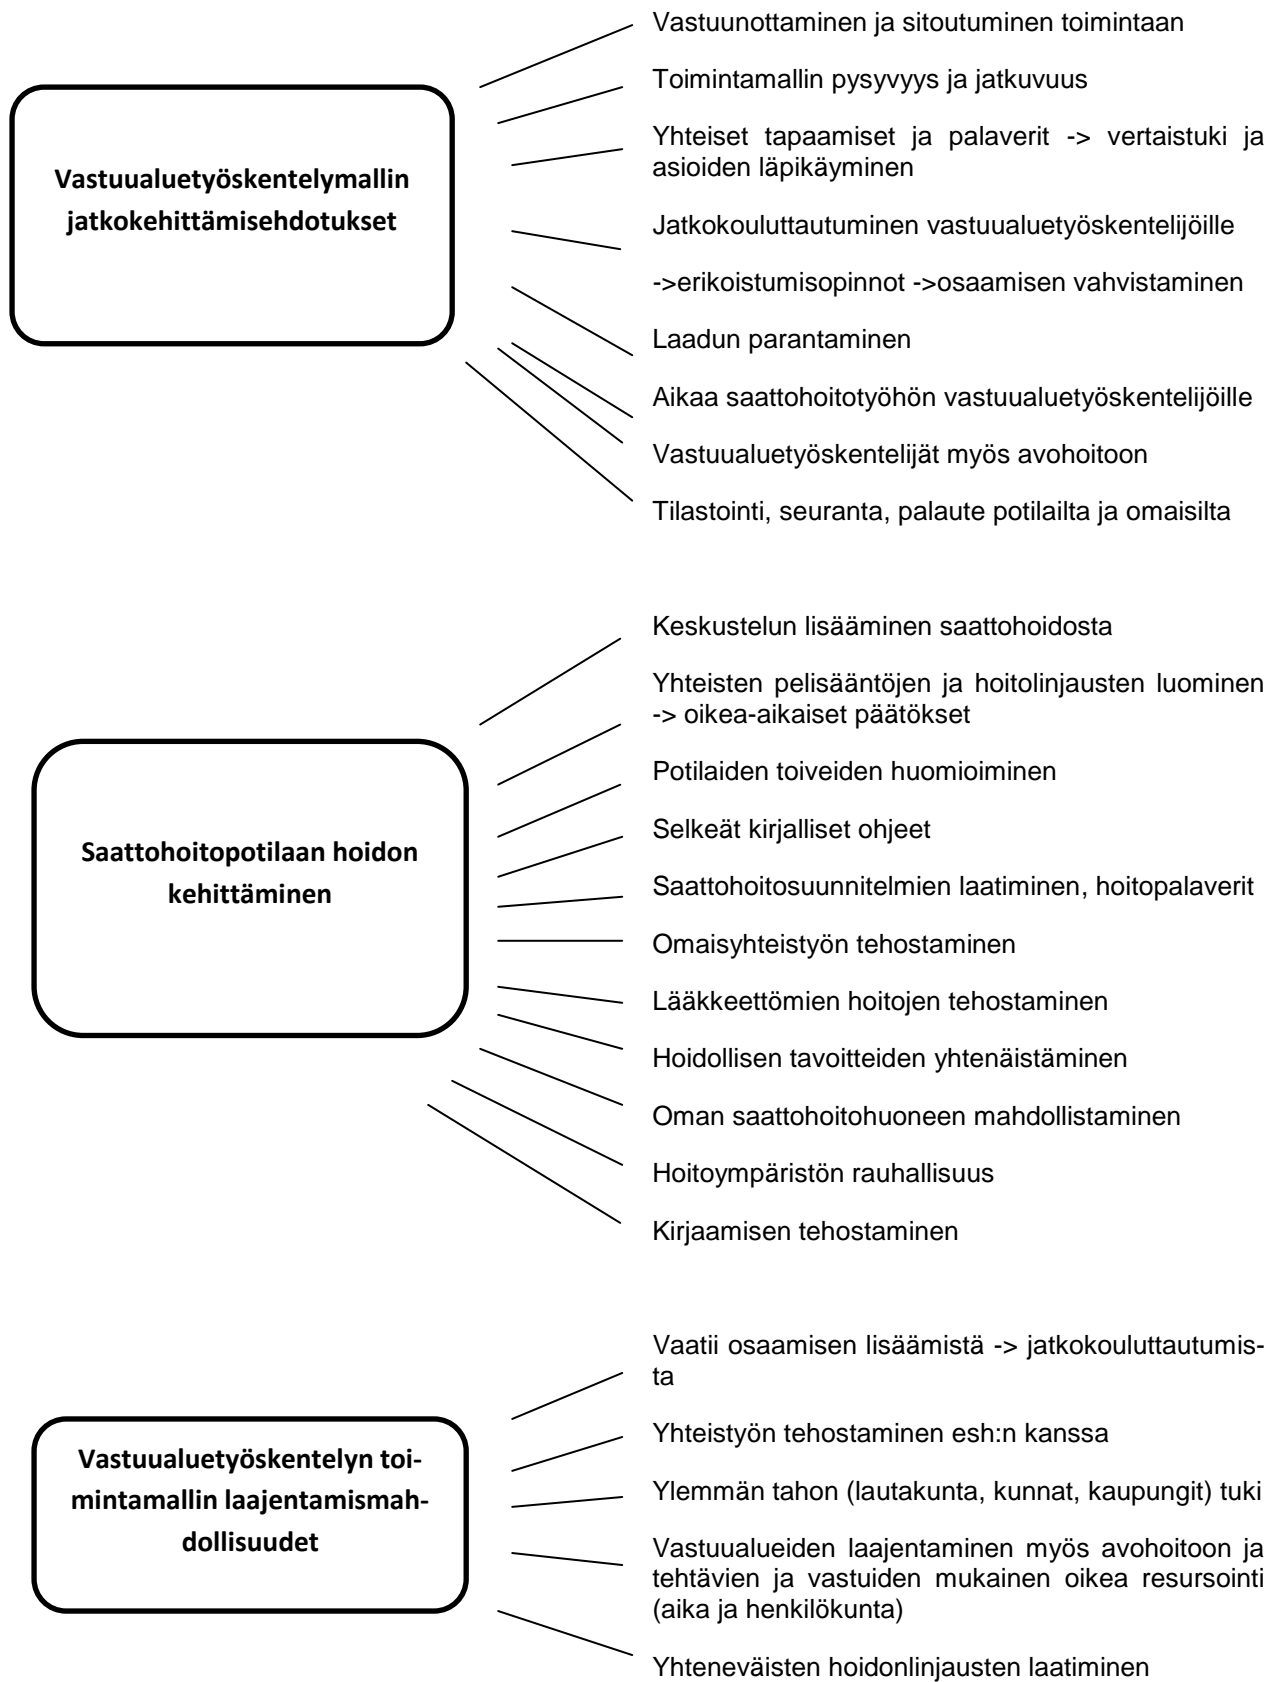 Vastuualuetyöskentelymallin
jatkokehittämisehdotukset
Vastuunottaminen ja sitoutuminen toimintaan
Toimintamallin pysyvyys ja jatkuvuus
Yhteiset tapaamiset ja palaverit -> vertaistuki ja
asioiden läpikäyminen
Jatkokouluttautuminen vastuualuetyöskentelijöille
->erikoistumisopinnot ->osaamisen vahvistaminen
Laadun parantaminen
Aikaa saattohoitotyöhön vastuualuetyöskentelijöille
Vastuualuetyöskentelijät myös avohoitoon
Tilastointi, seuranta, palaute potilailta ja omaisilta
Saattohoitopotilaan hoidon
kehittäminen
Keskustelun lisääminen saattohoidosta
Yhteisten pelisääntöjen ja hoitolinjausten luominen
-> oikea-aikaiset päätökset
Potilaiden toiveiden huomioiminen
Selkeät kirjalliset ohjeet
Saattohoitosuunnitelmien laatiminen, hoitopalaverit
Omaisyhteistyön tehostaminen
Lääkkeettömien hoitojen tehostaminen
Hoidollisen tavoitteiden yhtenäistäminen
Oman saattohoitohuoneen mahdollistaminen
Hoitoympäristön rauhallisuus
Kirjaamisen tehostaminen
Vastuualuetyöskentelyn toi-
mintamallin laajentamismah-
dollisuudet
Vaatii osaamisen lisäämistä -> jatkokouluttautumis-
ta
Yhteistyön tehostaminen esh:n kanssa
Ylemmän tahon (lautakunta, kunnat, kaupungit) tuki
Vastuualueiden laajentaminen myös avohoitoon ja
tehtävien ja vastuiden mukainen oikea resursointi
(aika ja henkilökunta)
Yhteneväisten hoidonlinjausten laatiminen